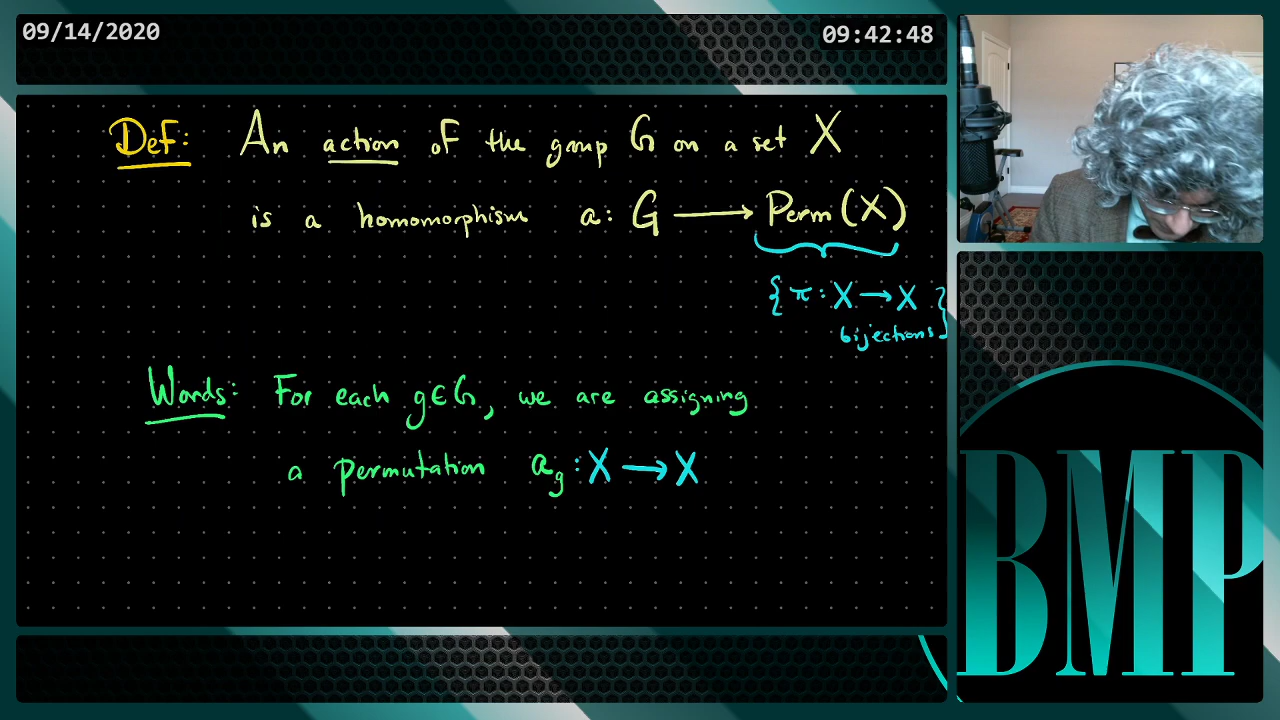 09/14/2020
09:42:48
Def: An action of the group G on a set X
is a homomorphism a: G ⟶ Perm(X)
{ π: X → X
bijections }
Words: For each g∈G, we are assigning
a permutation a_g : X → X
BMP